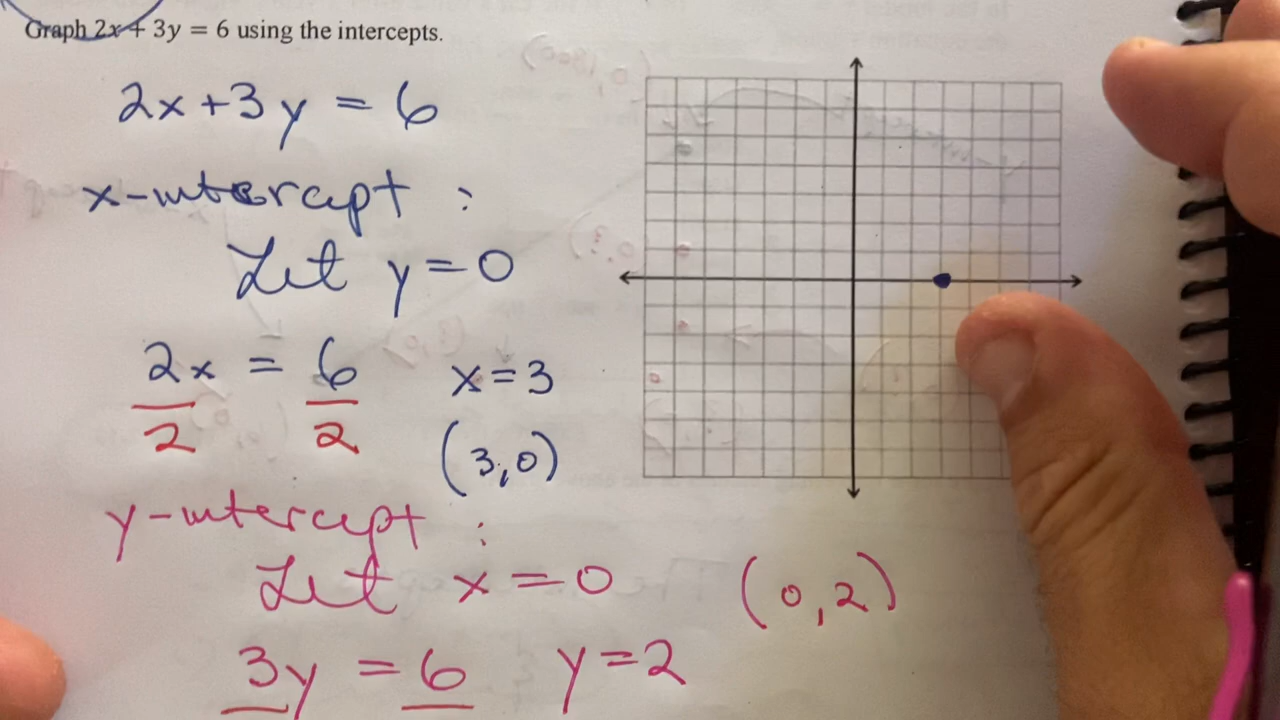 Graph 2x + 3y = 6 using the intercepts.
2x+3y = 6
x-intercept :
Let y=0
2x = 6
2 2
x=3
(3,0)
y-intercept :
Let x=0
(0,2)
3y = 6
y=2